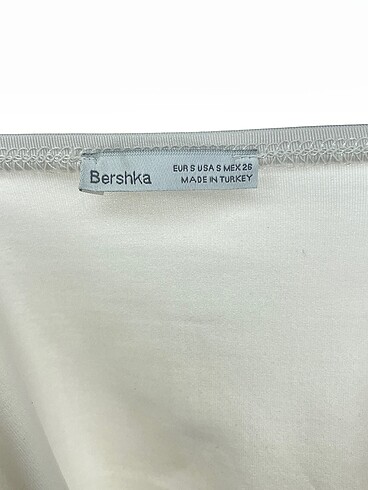 Bershka
EUR S USA S MEX 26
MADE IN TURKEY